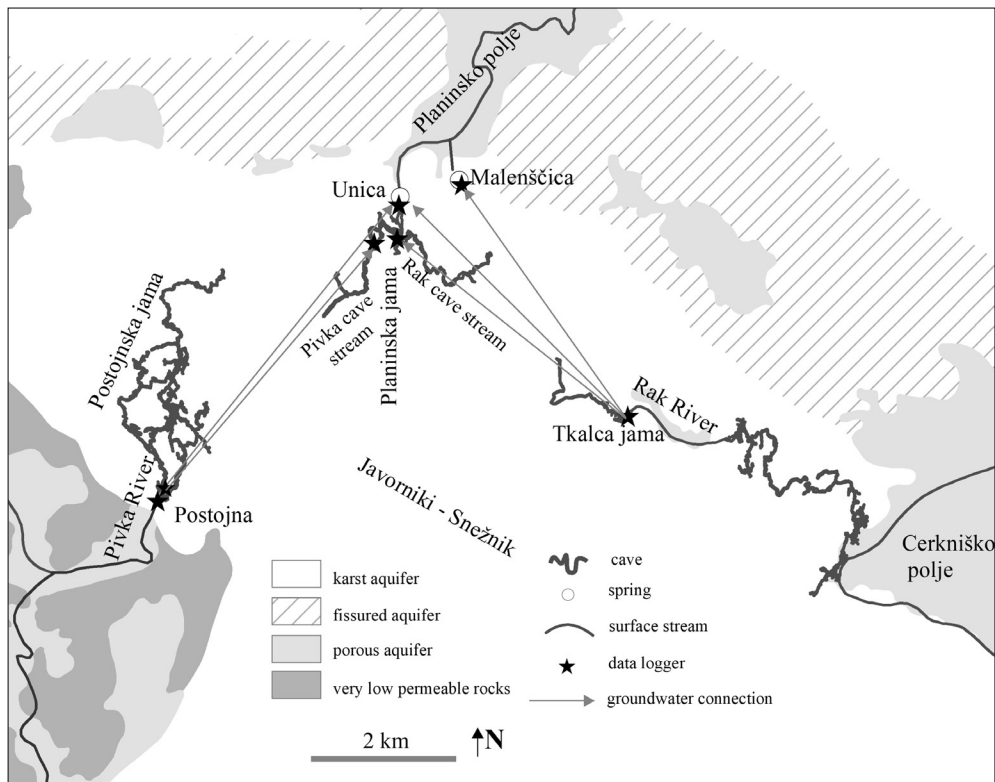 Planinsko polje
Unica
Malenščica
Postojnska jama
Pivka cave
stream
Planinska jama
Rak cave stream
Rak River
Tkalca jama
Pivka River
Postojna
Javorniki - Snežnik
Cerkniško
polje
karst aquifer
fissured aquifer
porous aquifer
very low permeable rocks
cave
spring
surface stream
data logger
groundwater connection
2 km
N